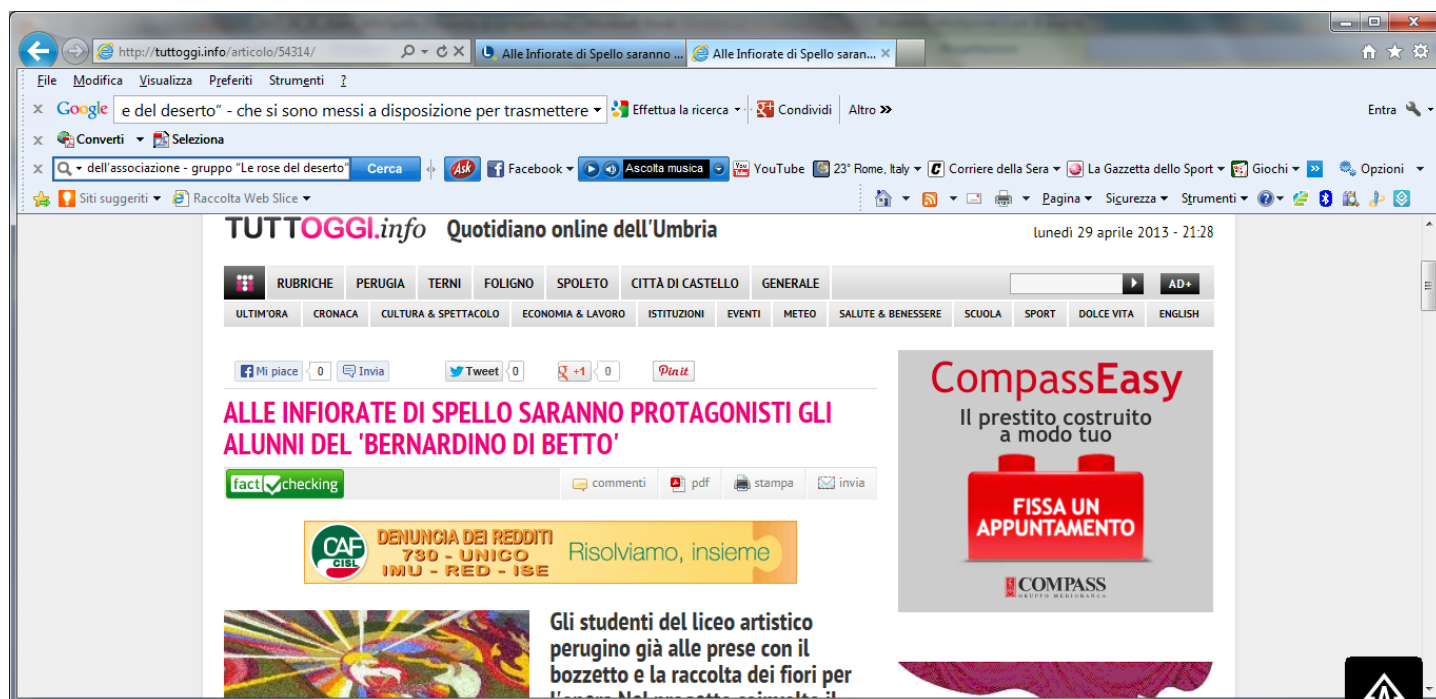 http://tuttoggi.info/articolo/54314/
Alle Infiorate di Spello saranno ...
Alle Infiorate di Spello saran...
File Modifica Visualizza Preferiti Strumenti ?
Google e del deserto" - che si sono messi a disposizione per trasmettere Effettua la ricerca Condividi Altro » Entra
Converti Seleziona
dell'associazione - gruppo "Le rose del deserto" Cerca Ask Facebook Ascolta musica YouTube 23° Rome, Italy Corriere della Sera La Gazzetta dello Sport Giochi » Opzioni
Siti suggeriti Raccolta Web Slice Pagina Sicurezza Strumenti
TUTTOGGI.info Quotidiano online dell'Umbria lunedì 29 aprile 2013 - 21:28
RUBRICHE PERUGIA TERNI FOLIGNO SPOLETO CITTÀ DI CASTELLO GENERALE AD+
ULTIM'ORA CRONACA CULTURA & SPETTACOLO ECONOMIA & LAVORO ISTITUZIONI EVENTI METEO SALUTE & BENESSERE SCUOLA SPORT DOLCE VITA ENGLISH
Mi piace 0 Invia Tweet 0 +1 0 Pin it
ALLE INFIORATE DI SPELLO SARANNO PROTAGONISTI GLI
ALUNNI DEL 'BERNARDINO DI BETTO'
fact checking commenti pdf stampa invia
CAF
CISL
DENUNCIA DEI REDDITI
730 - UNICO
IMU - RED - ISE
Risolviamo, insieme
Gli studenti del liceo artistico
perugino già alle prese con il
bozzetto e la raccolta dei fiori per
l'opera Nel progetto coinvolto il
CompassEasy
Il prestito costruito
a modo tuo
FISSA UN
APPUNTAMENTO
COMPASS
GRUPPO MEDIOBANCA